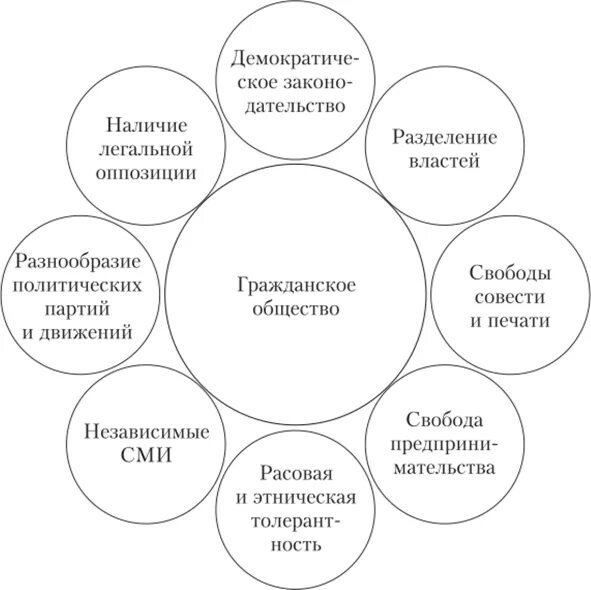 Демократиче-
ское законо-
дательство
Наличие
легальной
оппозиции
Разделение
властей
Разнообразие
политических
партий
и движений
Гражданское
общество
Свободы
совести
и печати
Независимые
СМИ
Свобода
предприни-
мательства
Расовая
и этническая
толерант-
ность